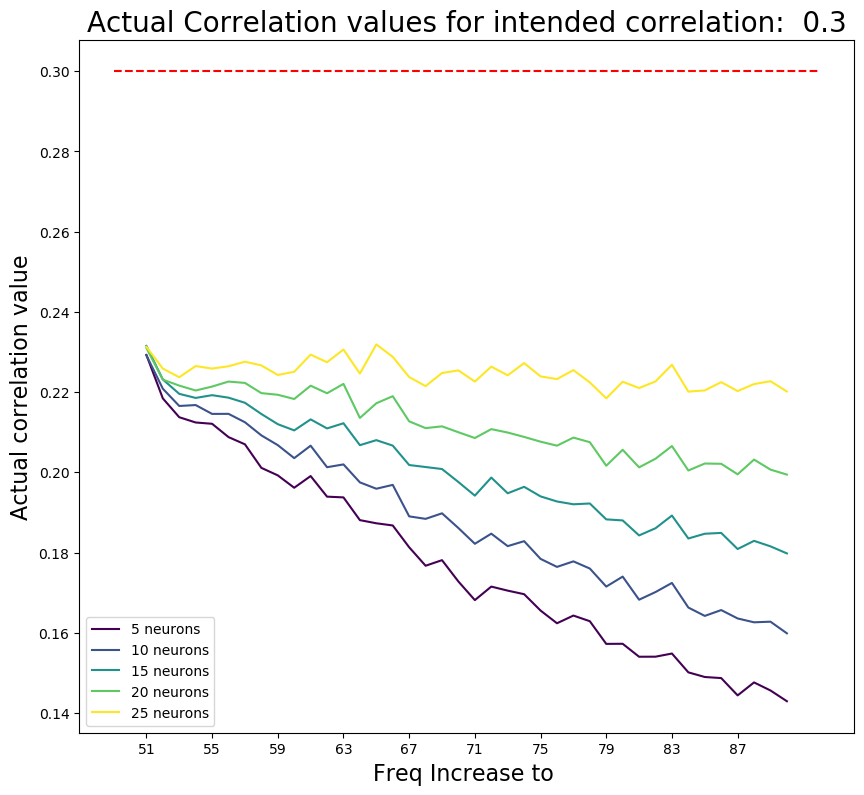 Actual Correlation values for intended correlation:  0.3
Actual correlation value
0.30
0.28
0.26
0.24
0.22
0.20
0.18
0.16
0.14
5 neurons
10 neurons
15 neurons
20 neurons
25 neurons
51 55 59 63 67 71 75 79 83 87
Freq Increase to